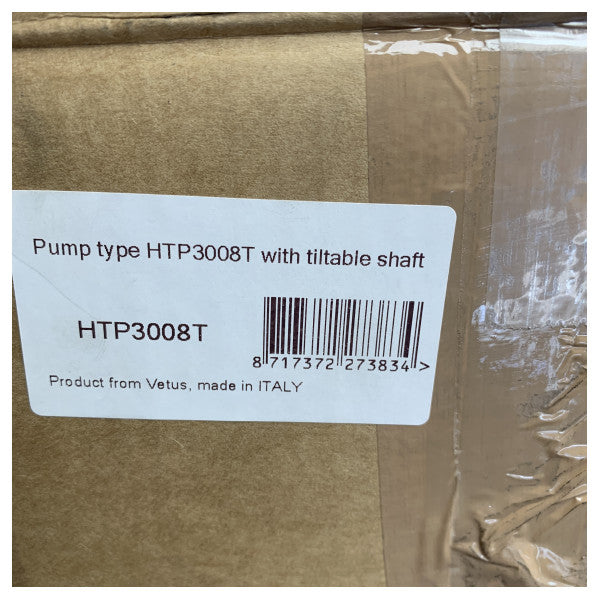 Pump type HTP3008T with tiltable shaft
HTP3008T
8 717372 273834 >
Product from Vetus, made in ITALY